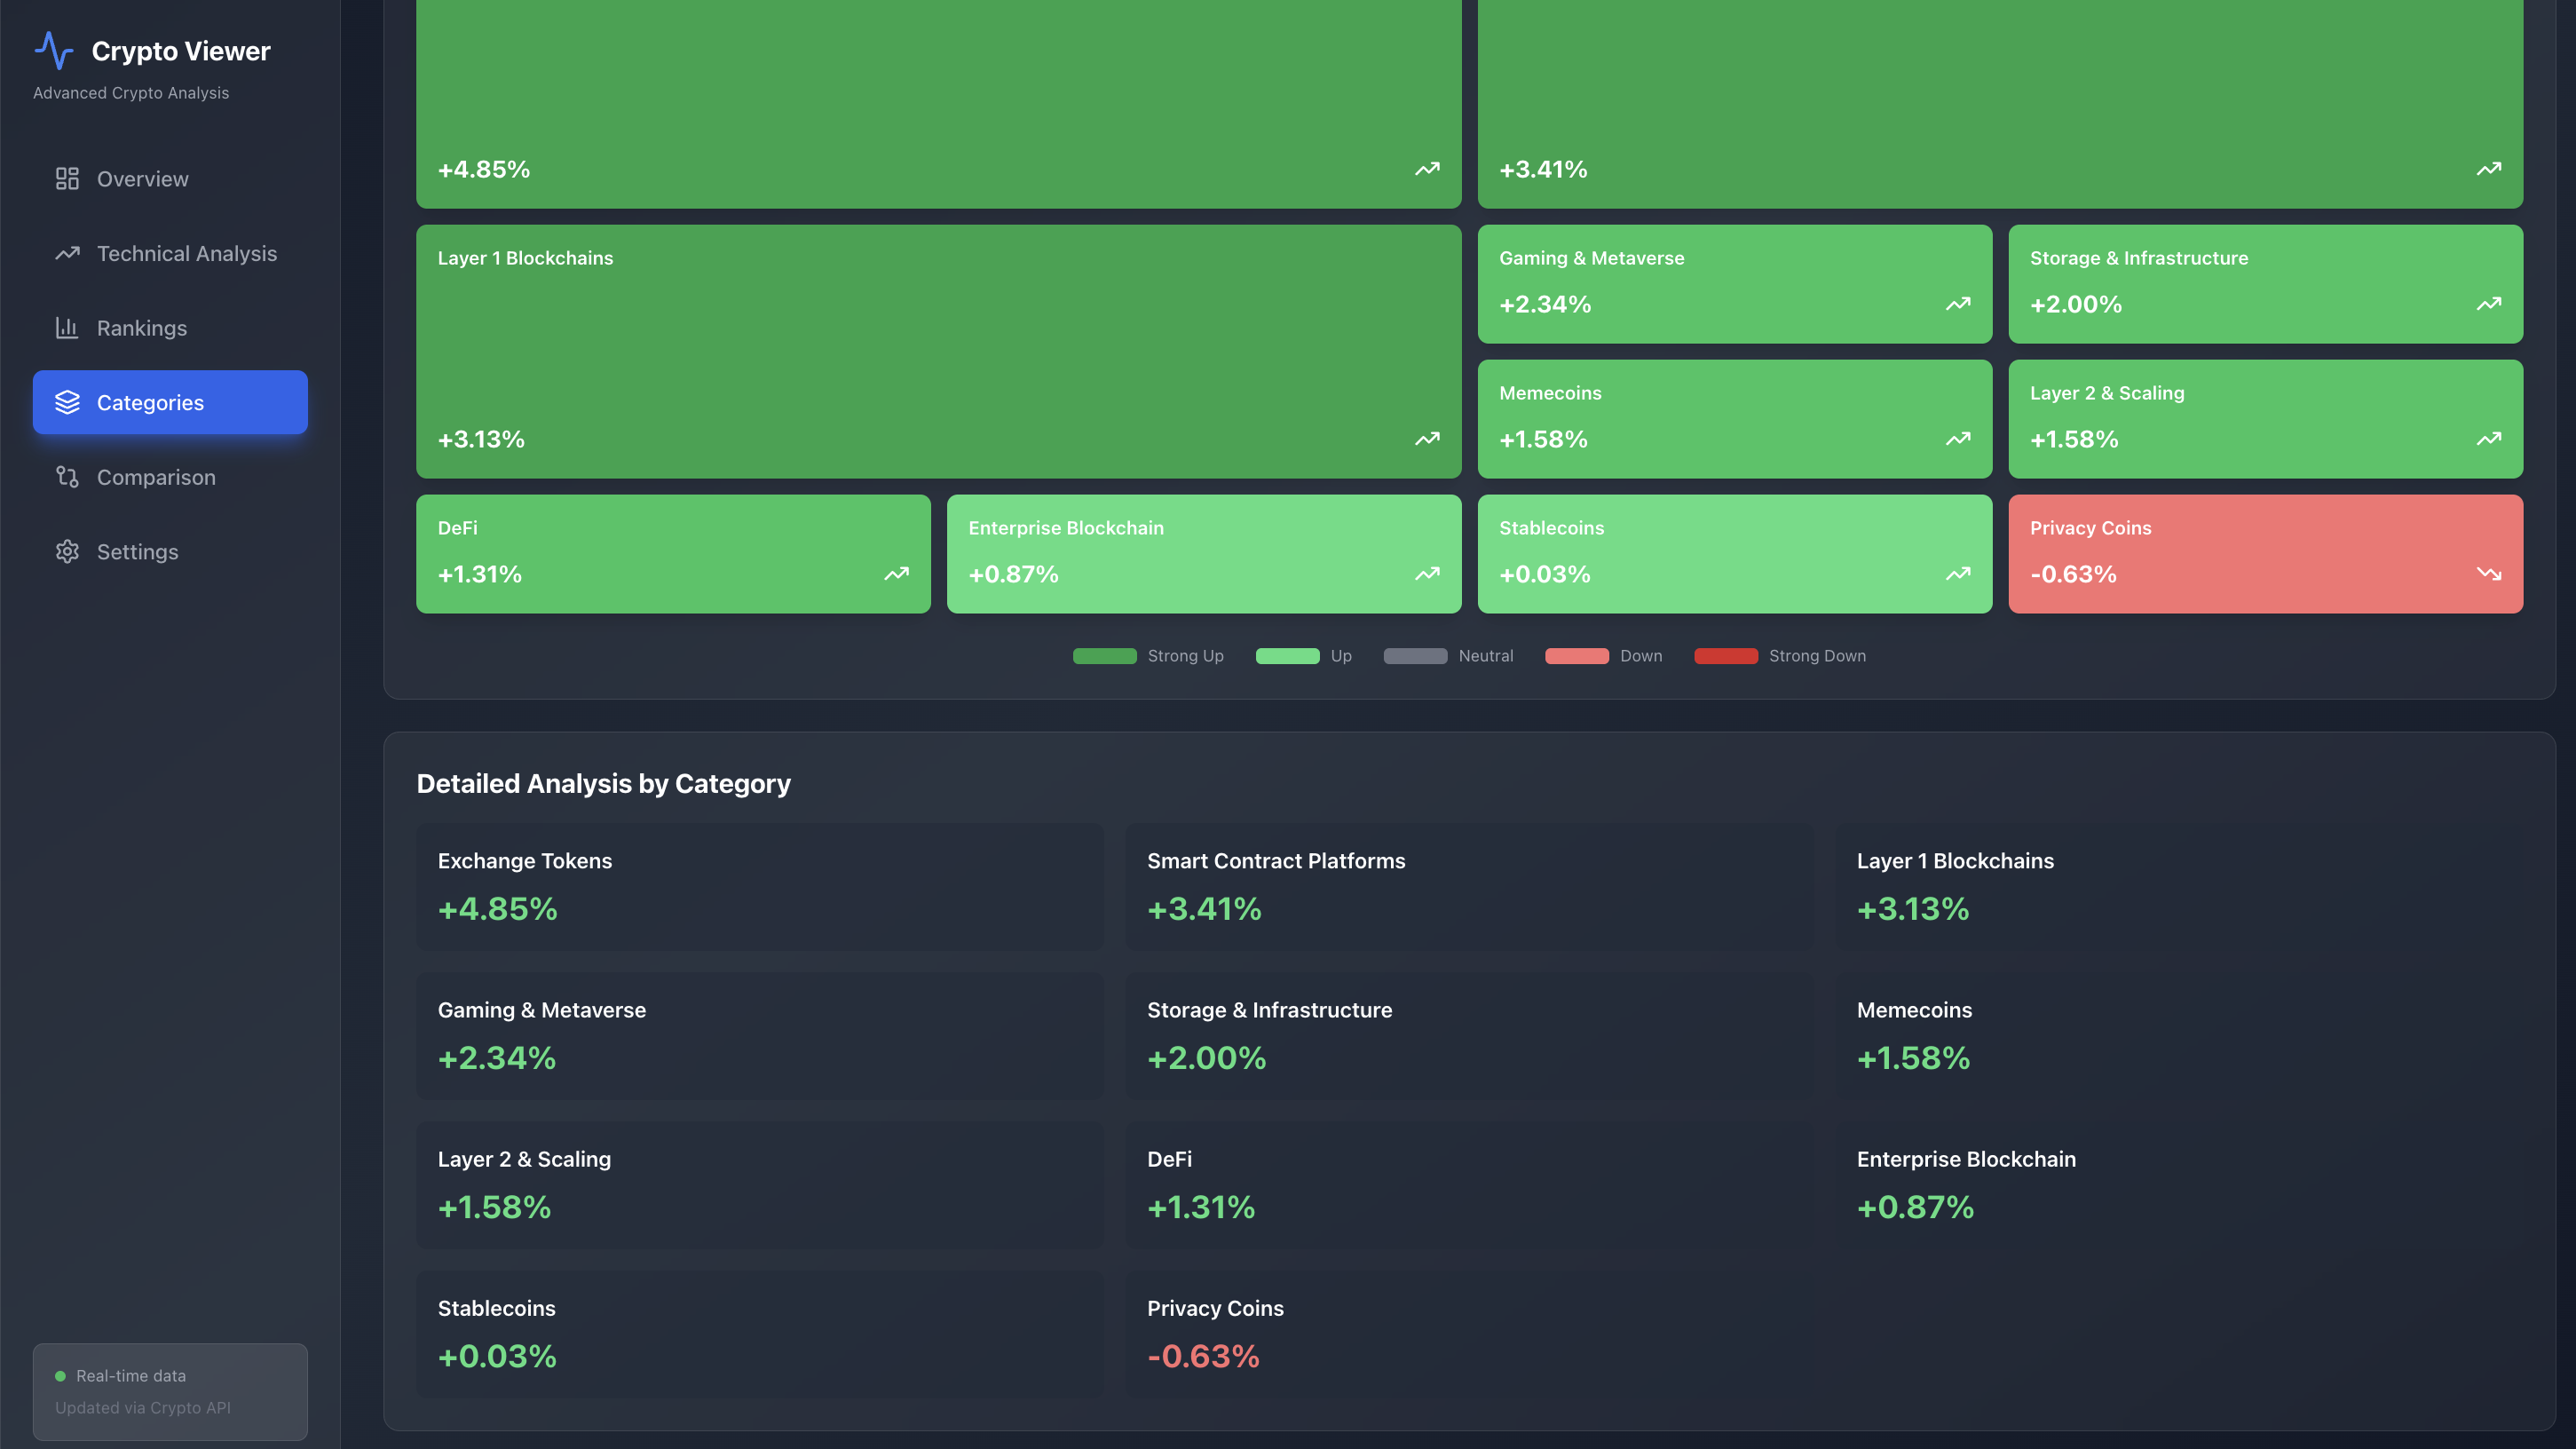 Crypto Viewer
Advanced Crypto Analysis
Overview
Technical Analysis
Rankings
Categories
Comparison
Settings
Real-time data
Updated via Crypto API
+4.85%
+3.41%
Layer 1 Blockchains
+3.13%
Gaming & Metaverse
+2.34%
Storage & Infrastructure
+2.00%
Memecoins
+1.58%
Layer 2 & Scaling
+1.58%
DeFi
+1.31%
Enterprise Blockchain
+0.87%
Stablecoins
+0.03%
Privacy Coins
-0.63%
Strong Up
Up
Neutral
Down
Strong Down
Detailed Analysis by Category
Exchange Tokens
+4.85%
Smart Contract Platforms
+3.41%
Layer 1 Blockchains
+3.13%
Gaming & Metaverse
+2.34%
Storage & Infrastructure
+2.00%
Memecoins
+1.58%
Layer 2 & Scaling
+1.58%
DeFi
+1.31%
Enterprise Blockchain
+0.87%
Stablecoins
+0.03%
Privacy Coins
-0.63%